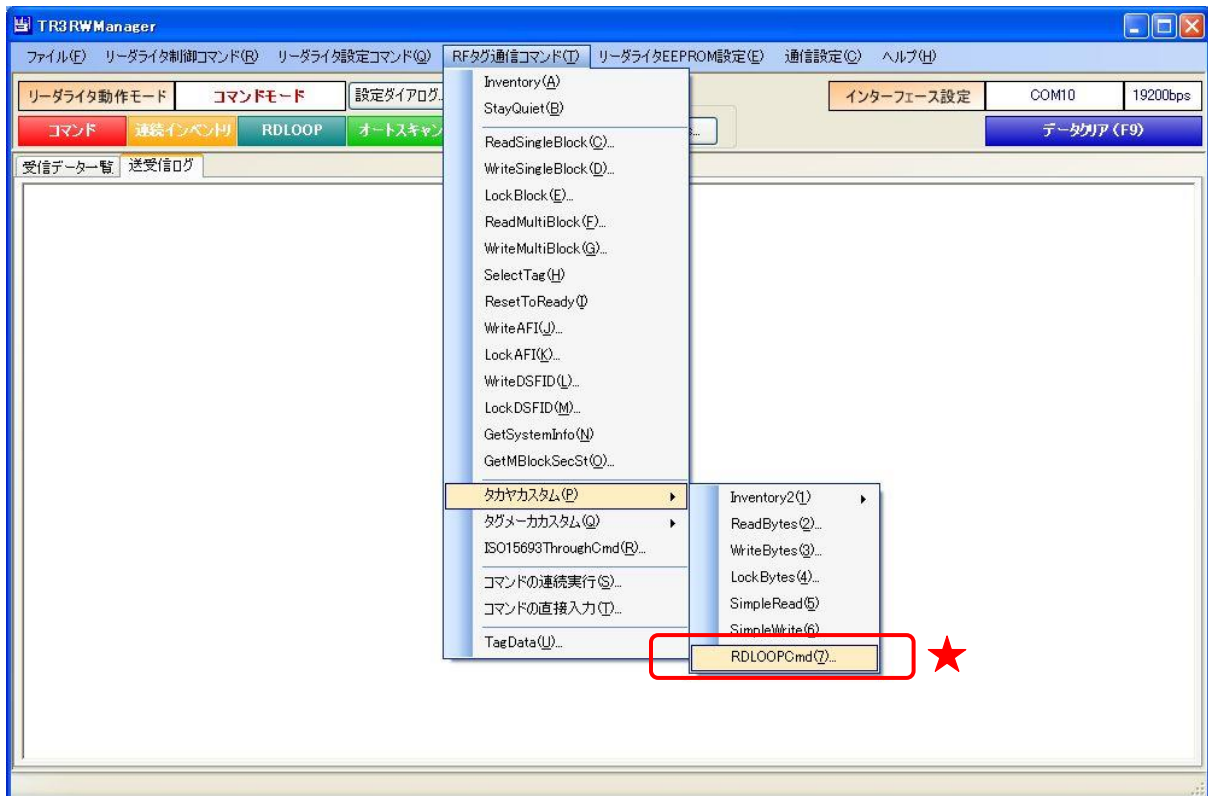 TR3RWManager
ファイル(F) リーダライタ制御コマンド(R) リーダライタ設定コマンド(Q) RFタグ通信コマンド(T) リーダライタEEPROM設定(E) 通信設定(C) ヘルプ(H)
リーダライタ動作モード コマンドモード 設定ダイアログ... インターフェース設定 COM10 19200bps
コマンド 連続インベントリ RDLOOP オートスキャン データクリア (F9)
受信データ一覧 送受信ログ
Inventory(A)
StayQuiet(B)
ReadSingleBlock(C)...
WriteSingleBlock(D)...
LockBlock(E)...
ReadMultiBlock(F)...
WriteMultiBlock(G)...
SelectTag(H)
ResetToReady(I)
WriteAFI(J)...
LockAFI(K)...
WriteDSFID(L)...
LockDSFID(M)...
GetSystemInfo(N)
GetMBlockSecSt(O)...
タカヤカスタム(P)
タグメーカカスタム(Q)
ISO15693ThroughCmd(R)...
コマンドの連続実行(S)...
コマンドの直接入力(T)...
TagData(U)...
Inventory2(1)
ReadBytes(2)...
WriteBytes(3)...
LockBytes(4)...
SimpleRead(5)
SimpleWrite(6)
RDLOOPCmd(7)...